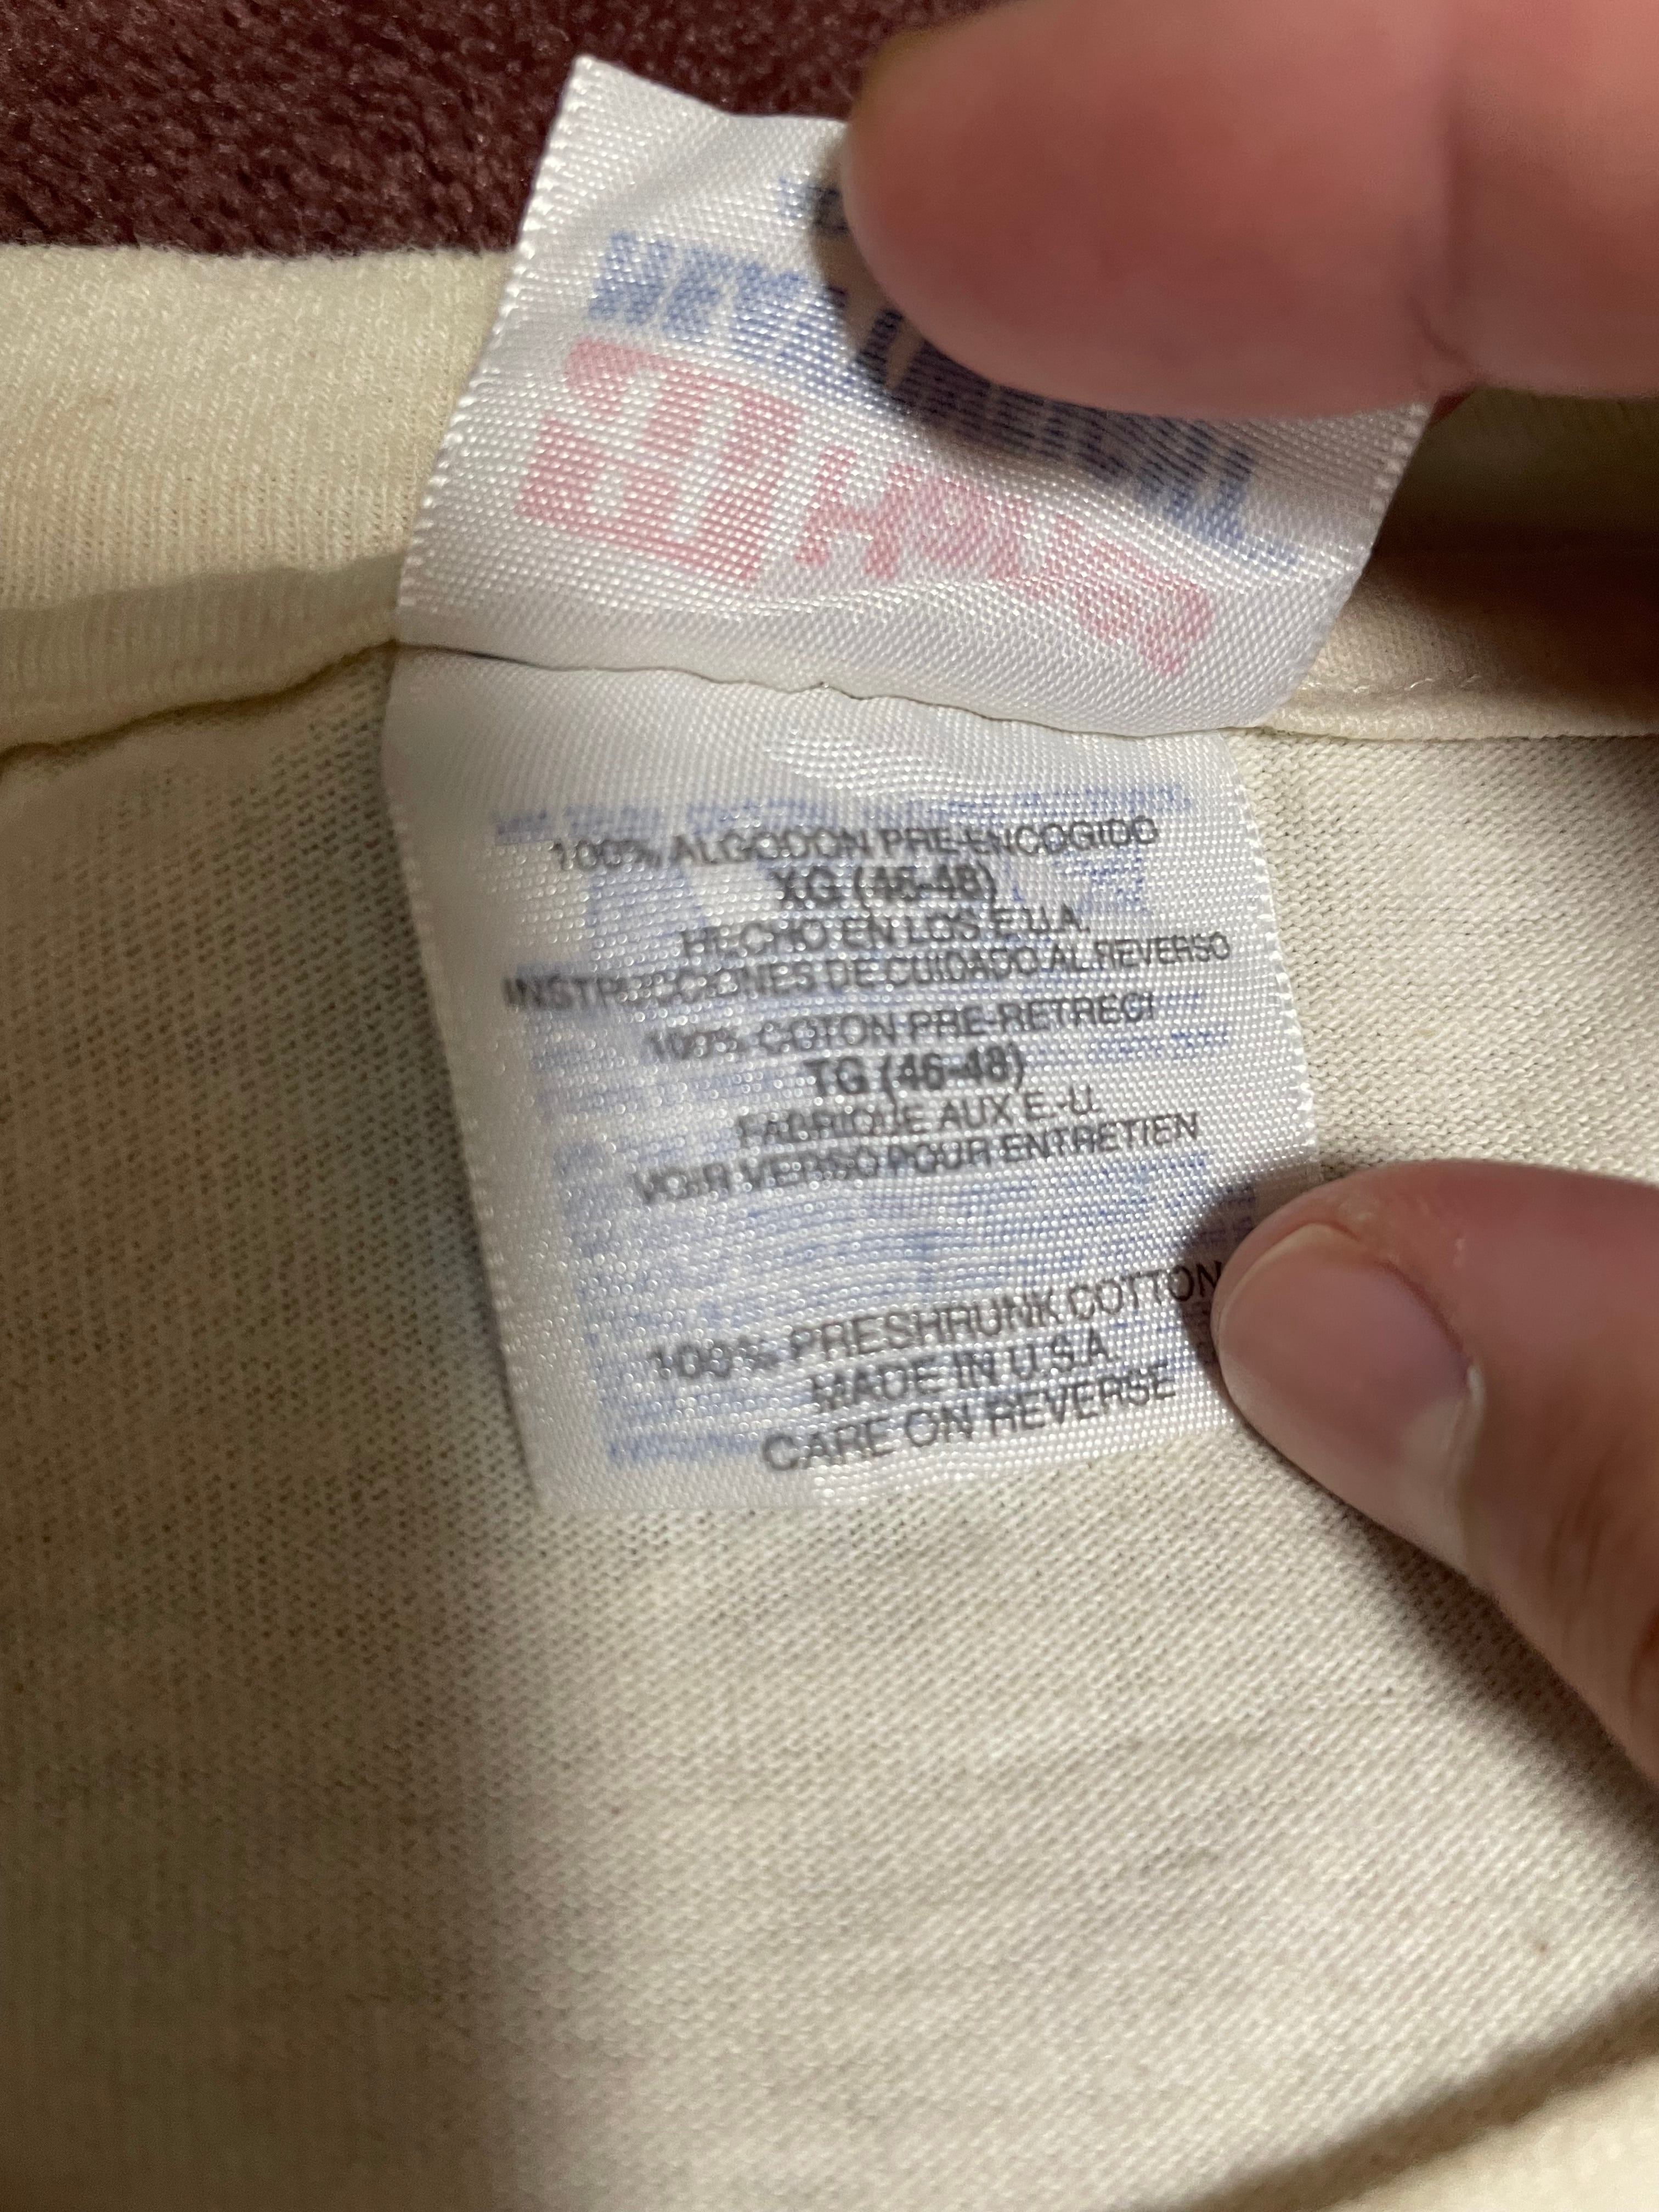 100% ALGODON PRE-ENCOGIDO
XG (46-48)
HECHO EN LOS E.U.A.
INSTRUCCIONES DE CUIDADO AL REVERSO
100% COTON PRE-RETRECI
TG (46-48)
FABRIQUE AUX E.-U.
VOIR VERSO POUR ENTRETIEN
100% PRESHRUNK COTTON
MADE IN U.S.A.
CARE ON REVERSE